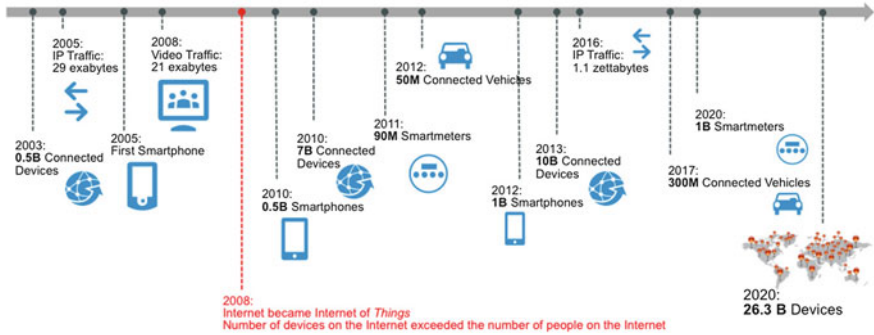 2005:
IP Traffic:
29 exabytes
2008:
Video Traffic:
21 exabytes
2012:
50M Connected Vehicles
2016:
IP Traffic:
1.1 zettabytes
2003:
0.5B Connected
Devices
2005:
First Smartphone
2010:
7B Connected
Devices
2011:
90M Smartmeters
2013:
10B Connected
Devices
2020:
1B Smartmeters
2017:
300M Connected Vehicles
2010:
0.5B Smartphones
2012:
1B Smartphones
2020:
26.3 B Devices
2008:
Internet became Internet of Things
Number of devices on the Internet exceeded the number of people on the Internet